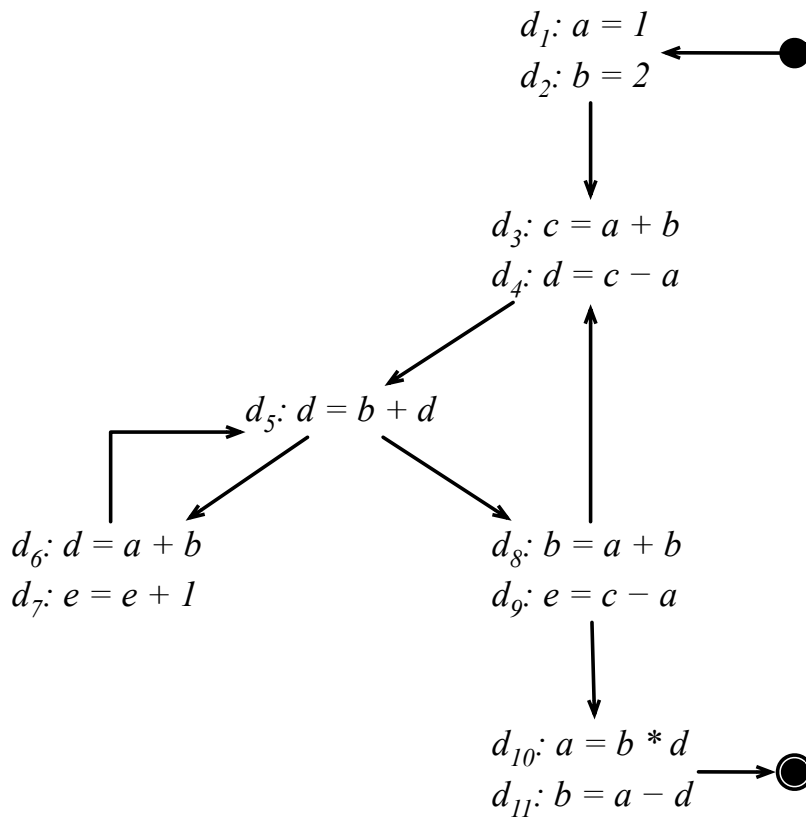 d₁: a = 1
d₂: b = 2
d₃: c = a + b
d₄: d = c − a
d₅: d = b + d
d₆: d = a + b
d₇: e = e + 1
d₈: b = a + b
d₉: e = c − a
d₁₀: a = b * d
d₁₁: b = a − d